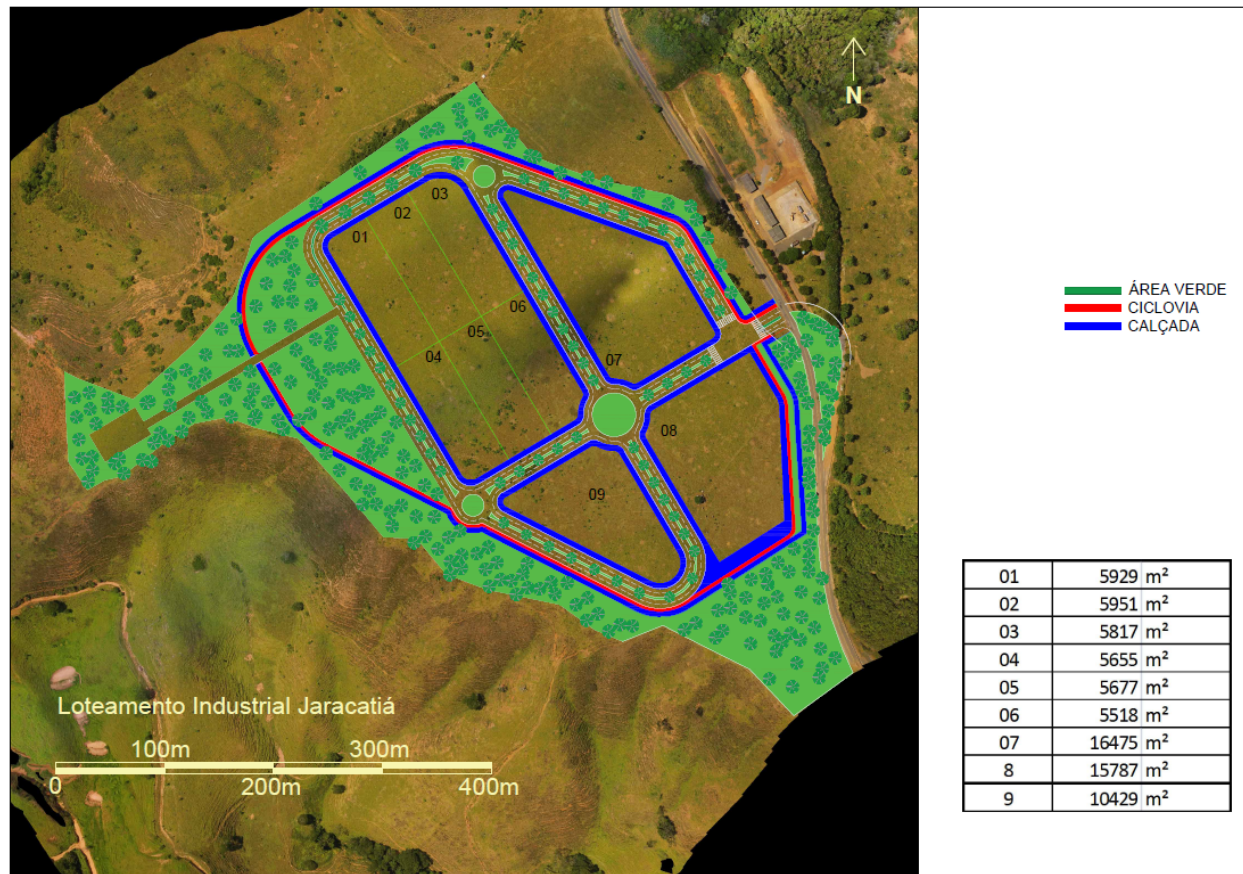 N
03
02
01
06
05
04
07
08
09
ÁREA VERDE
CICLOVIA
CALÇADA
Loteamento Industrial Jaracatiá
100m 300m
0 200m 400m
01 5929 m²
02 5951 m²
03 5817 m²
04 5655 m²
05 5677 m²
06 5518 m²
07 16475 m²
8 15787 m²
9 10429 m²